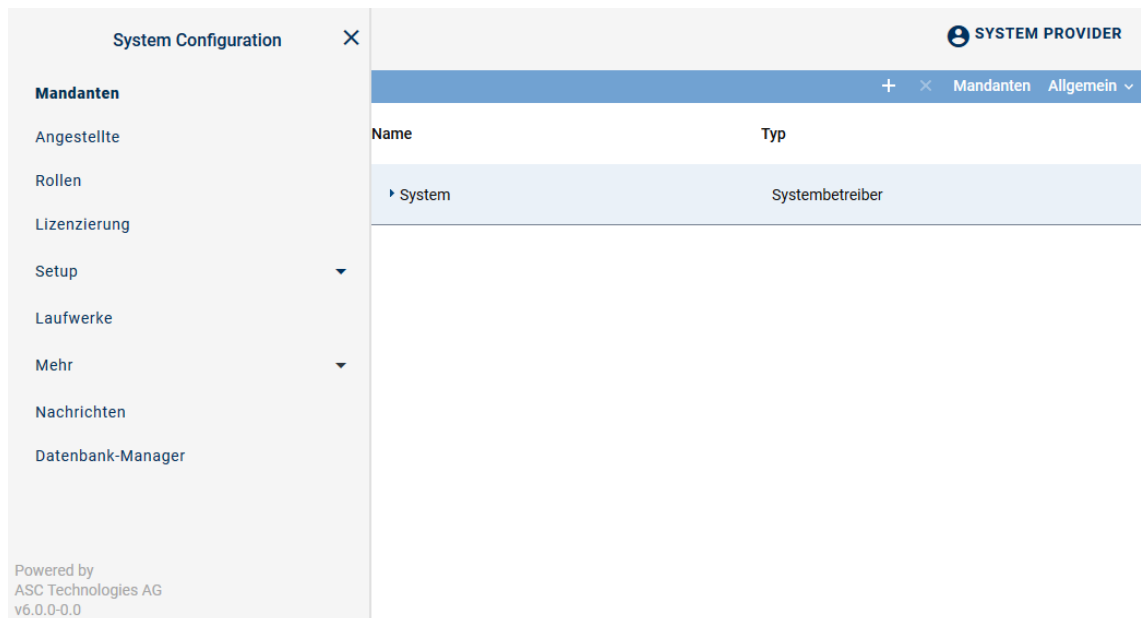 System Configuration
SYSTEM PROVIDER
Mandanten Allgemein
Mandanten
Angestellte
Rollen
Lizenzierung
Setup
Laufwerke
Mehr
Nachrichten
Datenbank-Manager
Name Typ
System Systembetreiber
Powered by
ASC Technologies AG
v6.0.0-0.0